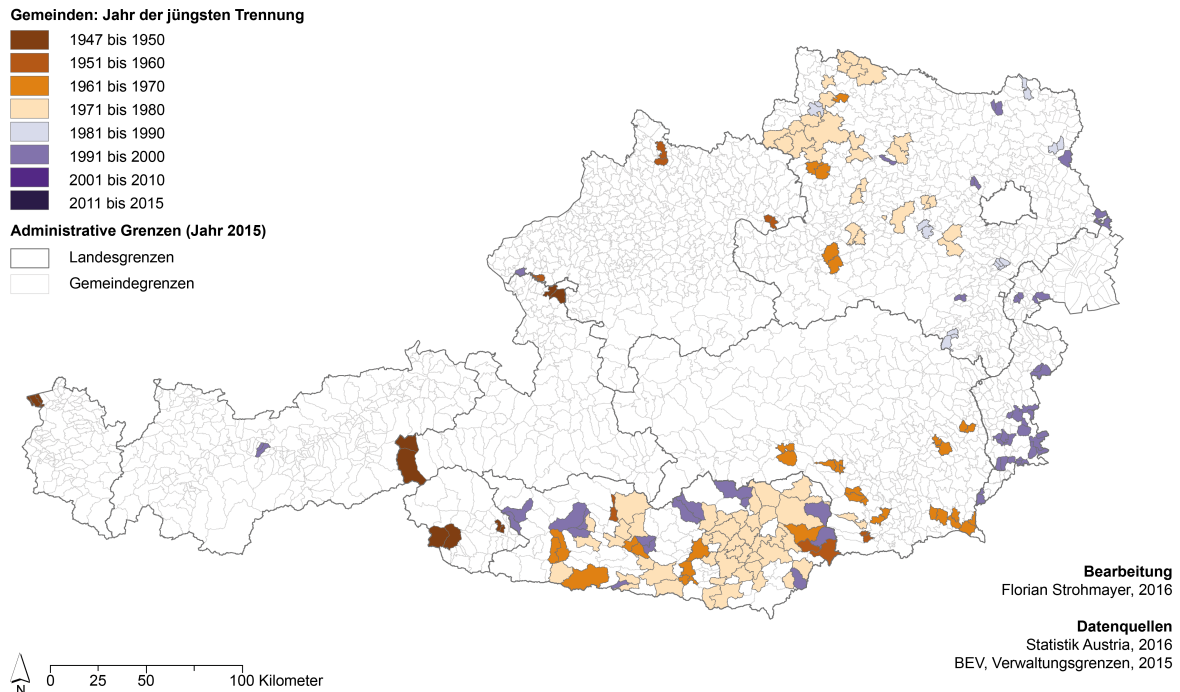 Gemeinden: Jahr der jüngsten Trennung
1947 bis 1950
1951 bis 1960
1961 bis 1970
1971 bis 1980
1981 bis 1990
1991 bis 2000
2001 bis 2010
2011 bis 2015
Administrative Grenzen (Jahr 2015)
Landesgrenzen
Gemeindegrenzen
Bearbeitung
Florian Strohmayer, 2016
Datenquellen
Statistik Austria, 2016
BEV, Verwaltungsgrenzen, 2015
N
0 25 50 100 Kilometer